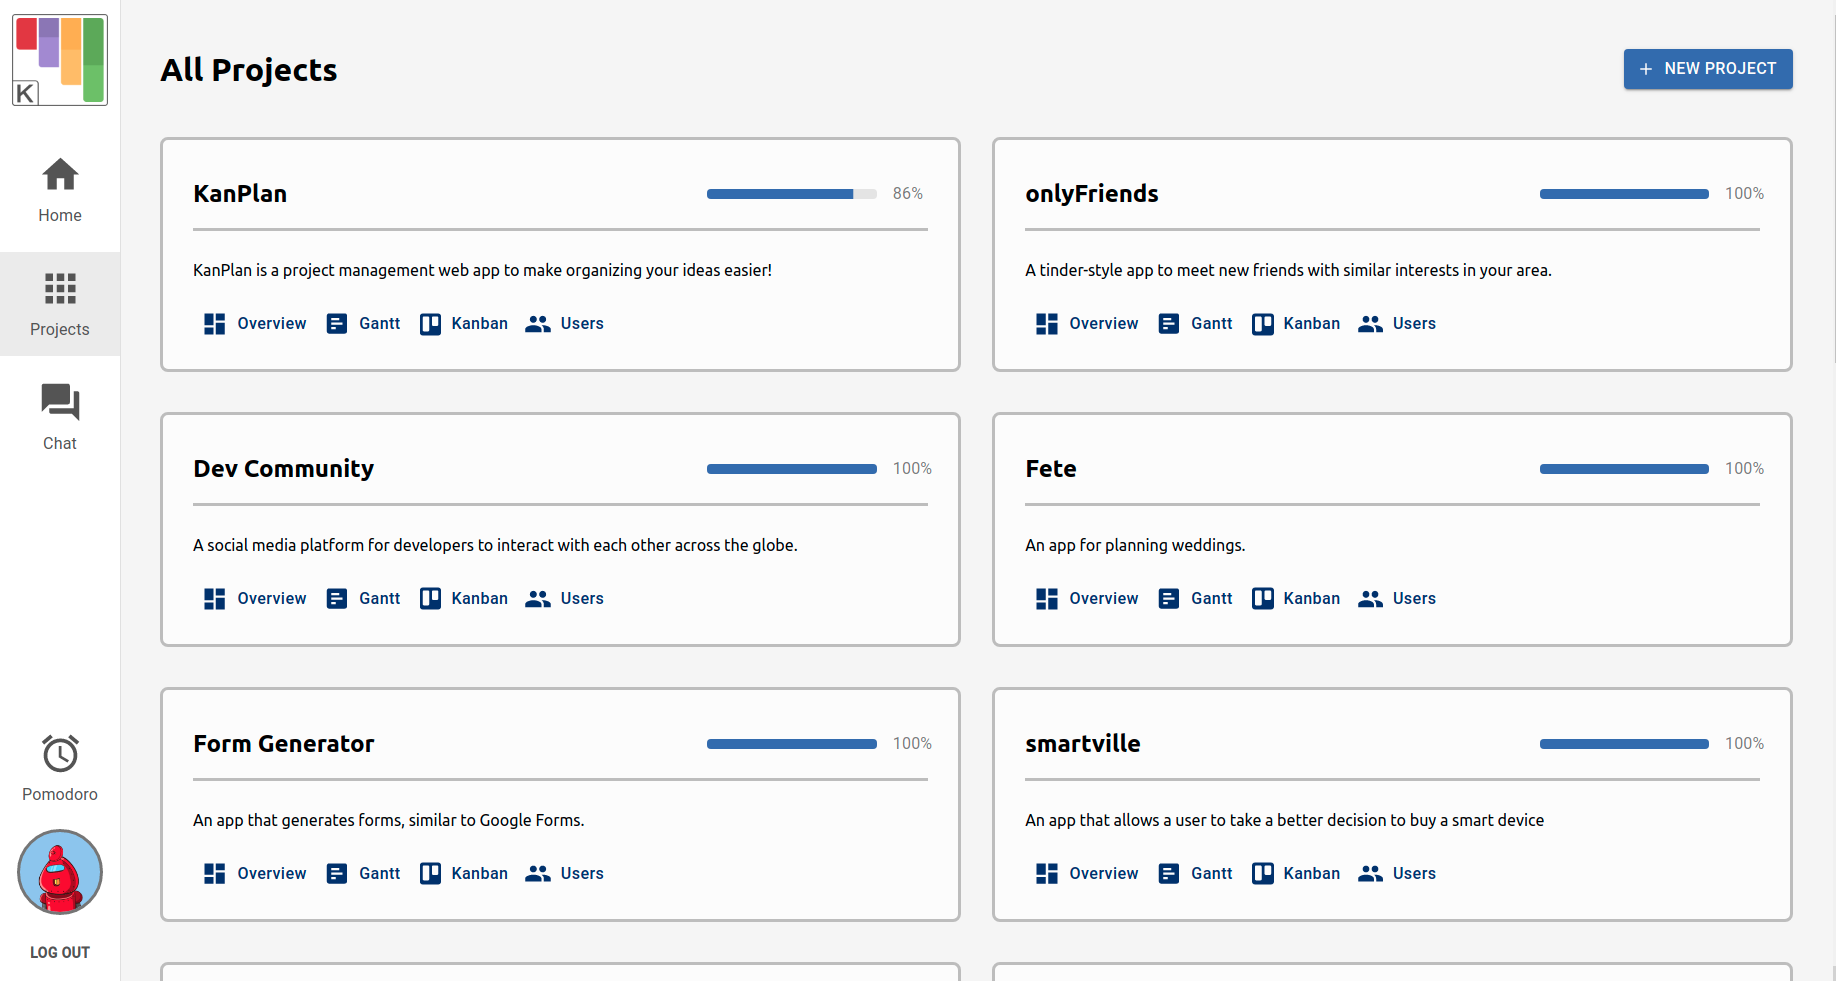 K
Home
Projects
Chat
Pomodoro
LOG OUT
All Projects
+ NEW PROJECT
KanPlan 86%
KanPlan is a project management web app to make organizing your ideas easier!
Overview Gantt Kanban Users
onlyFriends 100%
A tinder-style app to meet new friends with similar interests in your area.
Overview Gantt Kanban Users
Dev Community 100%
A social media platform for developers to interact with each other across the globe.
Overview Gantt Kanban Users
Fete 100%
An app for planning weddings.
Overview Gantt Kanban Users
Form Generator 100%
An app that generates forms, similar to Google Forms.
Overview Gantt Kanban Users
smartville 100%
An app that allows a user to take a better decision to buy a smart device
Overview Gantt Kanban Users